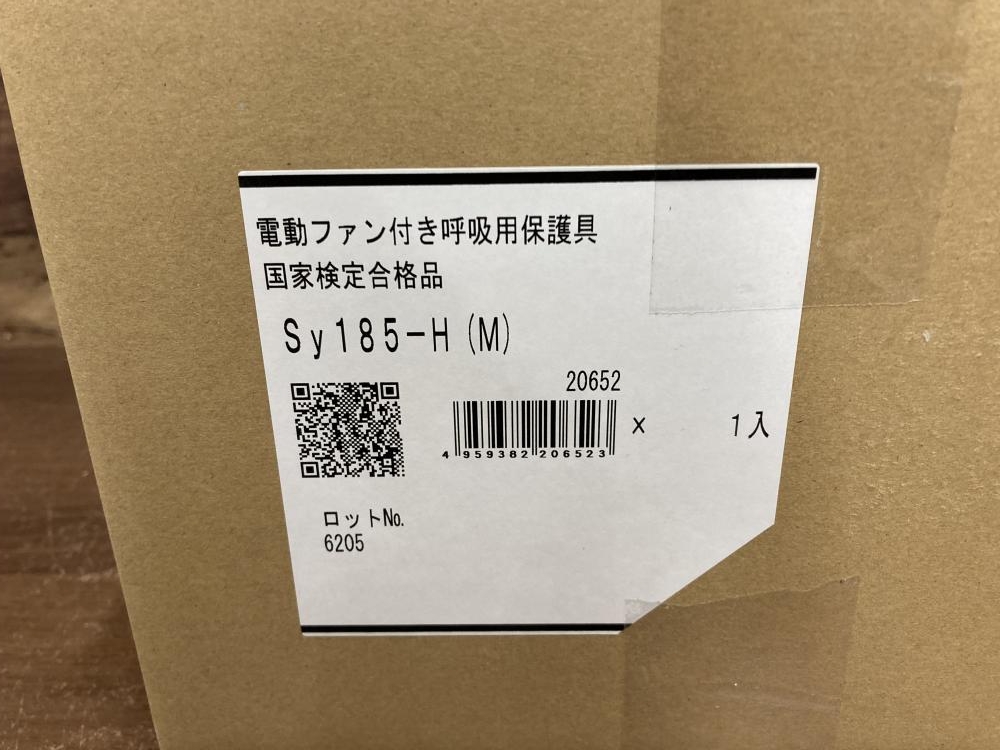 電動ファン付き呼吸用保護具
国家検定合格品
Sy185-H(M)
20652
4 959382 206523
× 1入
ロットNo.
6205